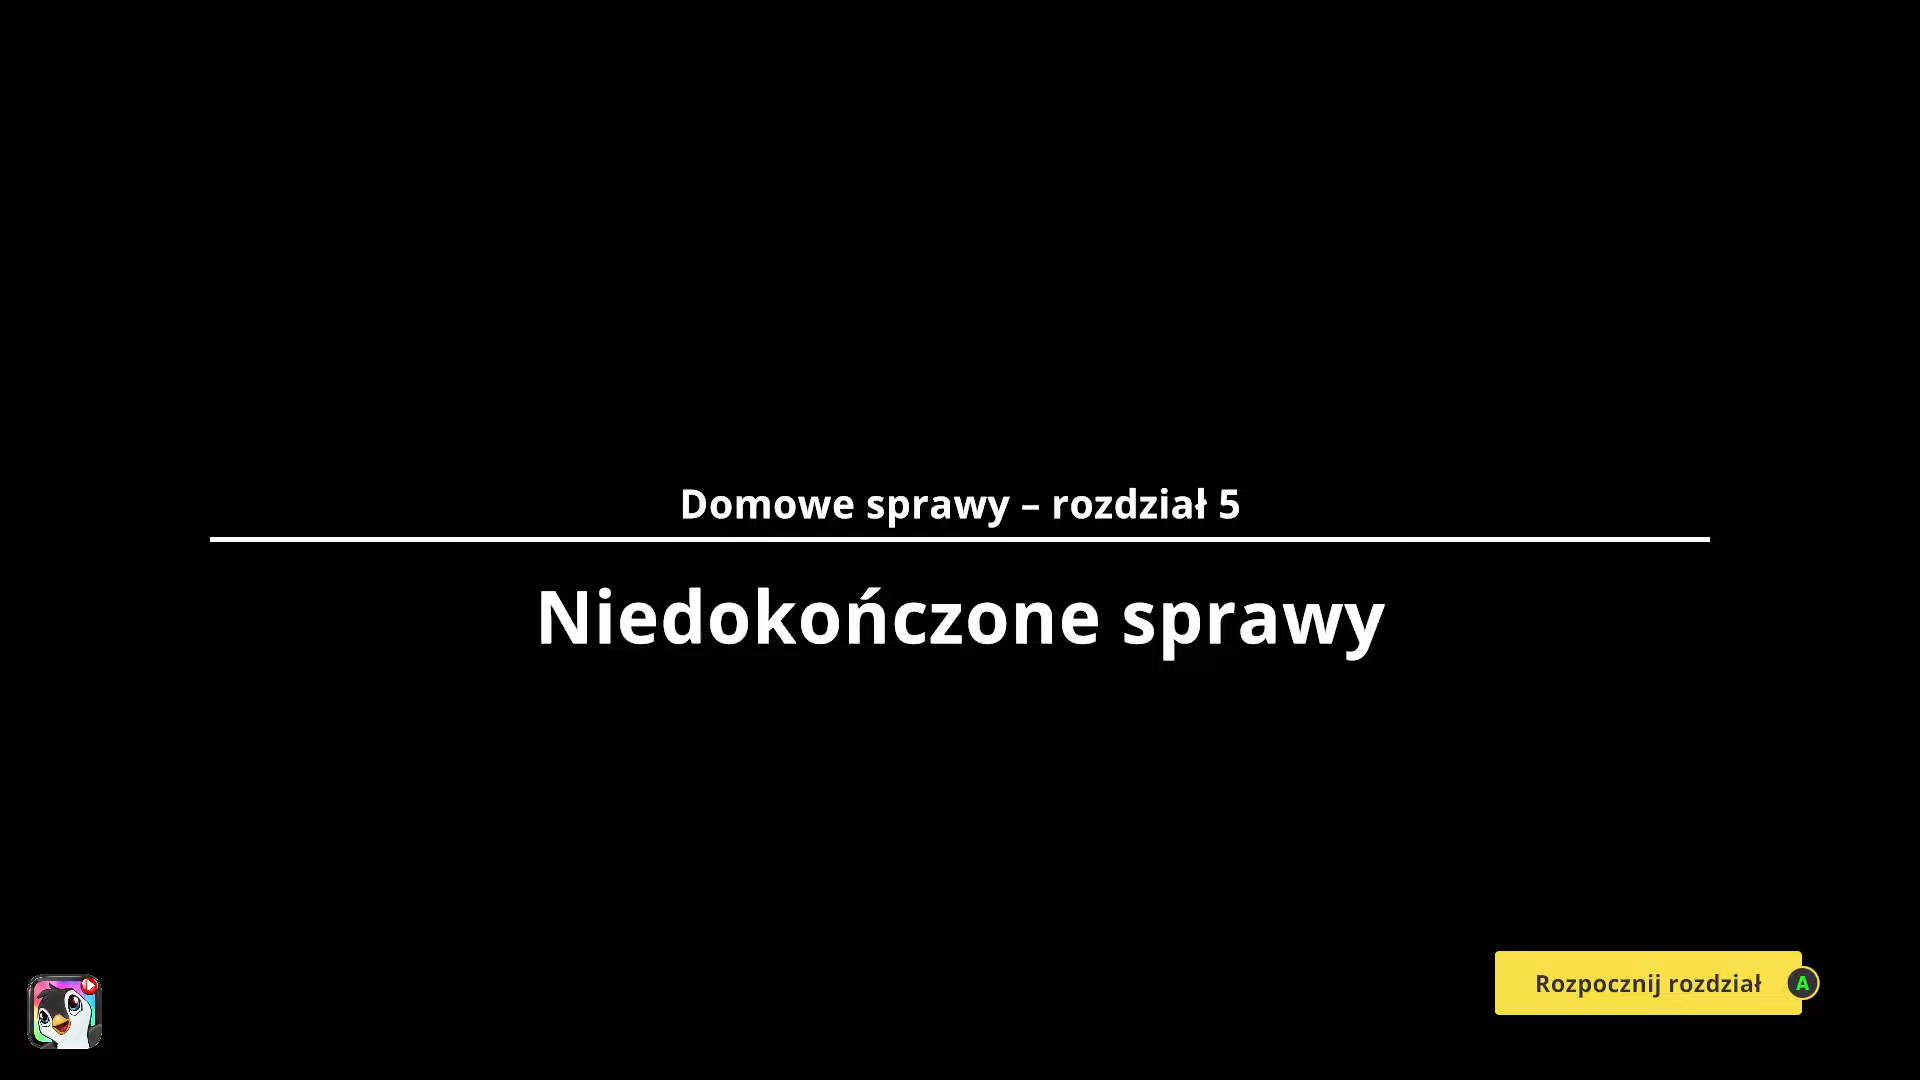 Domowe sprawy – rozdział 5
Niedokończone sprawy
Rozpocznij rozdział A